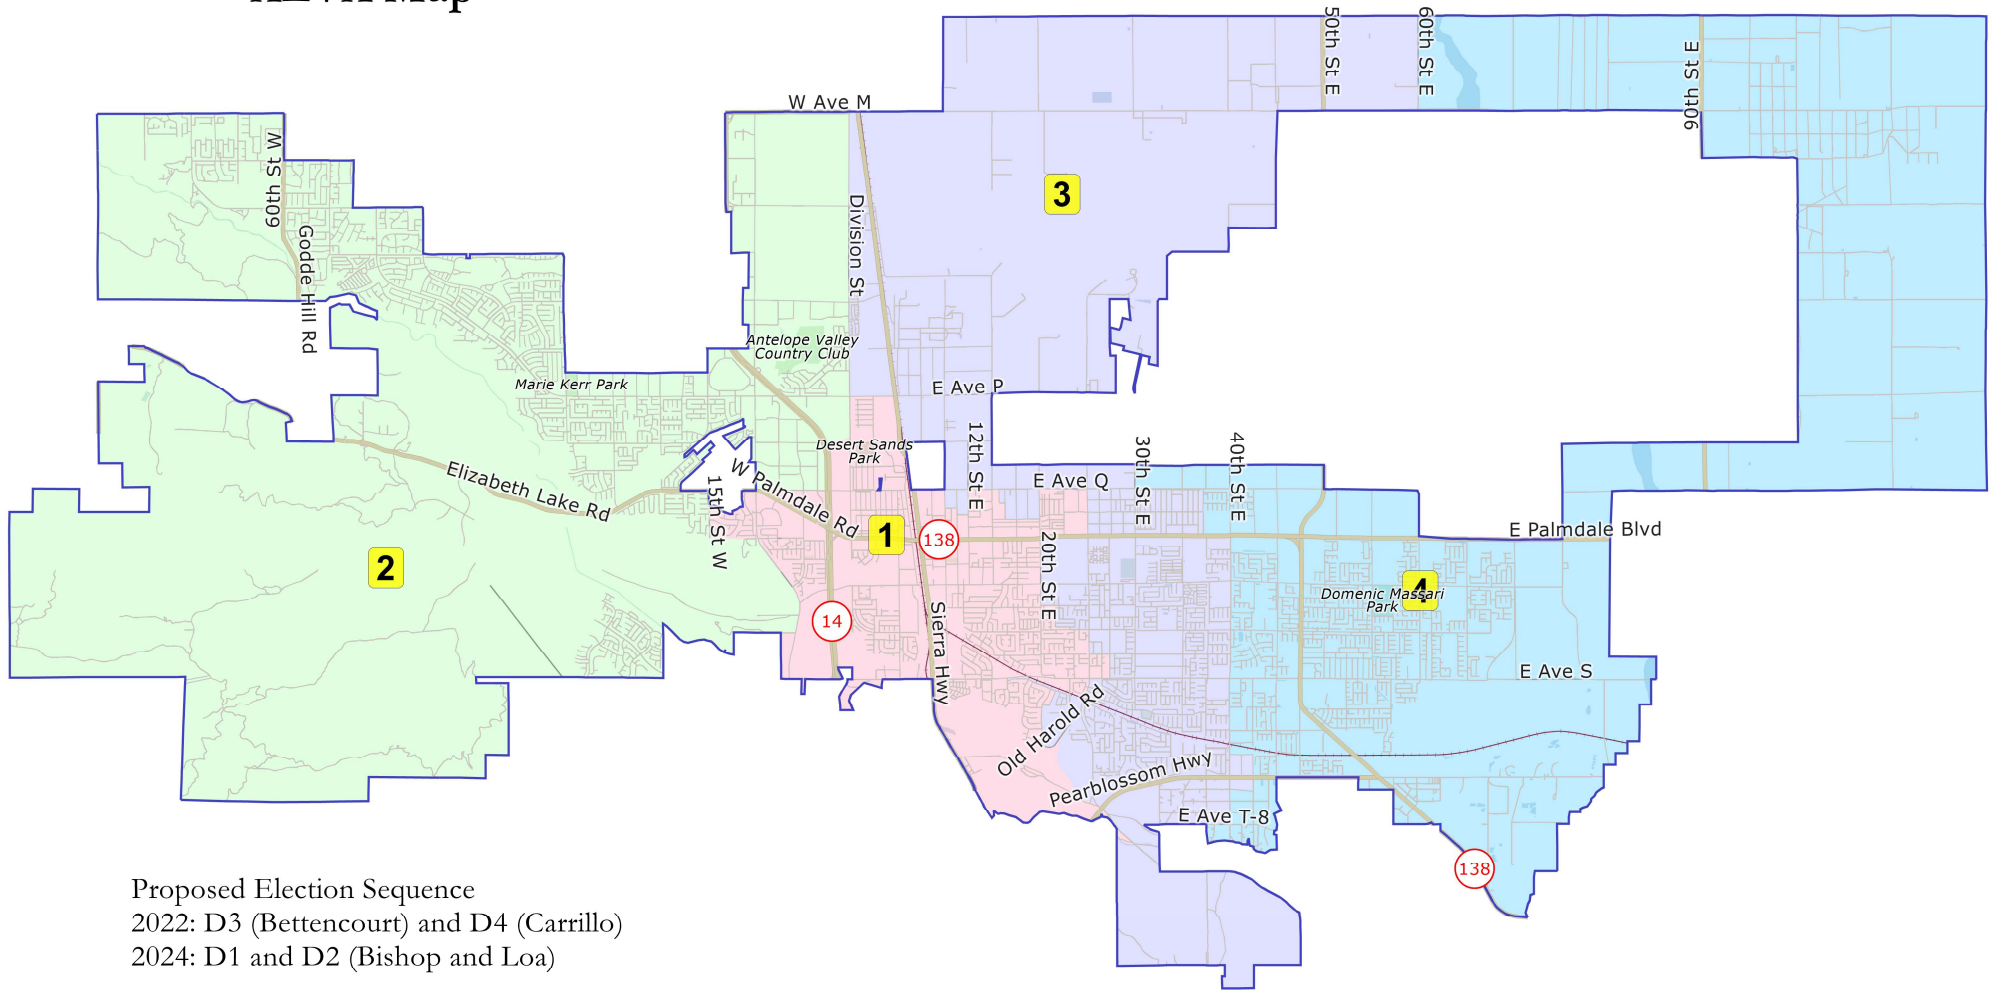 Map
50th St E
60th St E
90th St E
W Ave M
60th St W
3
Division St
Godde Hill Rd
Antelope Valley
Country Club
Marie Kerr Park
E Ave P
Desert Sands
Park
12th St E
30th St E
40th St E
E Ave Q
W Palmdale Rd
Elizabeth Lake Rd
15th St W
1
138
E Palmdale Blvd
2
20th St E
4
Domenic Massari
Park
14
Sierra Hwy
E Ave S
Old Harold Rd
Pearblossom Hwy
E Ave T-8
138
Proposed Election Sequence
2022: D3 (Bettencourt) and D4 (Carrillo)
2024: D1 and D2 (Bishop and Loa)